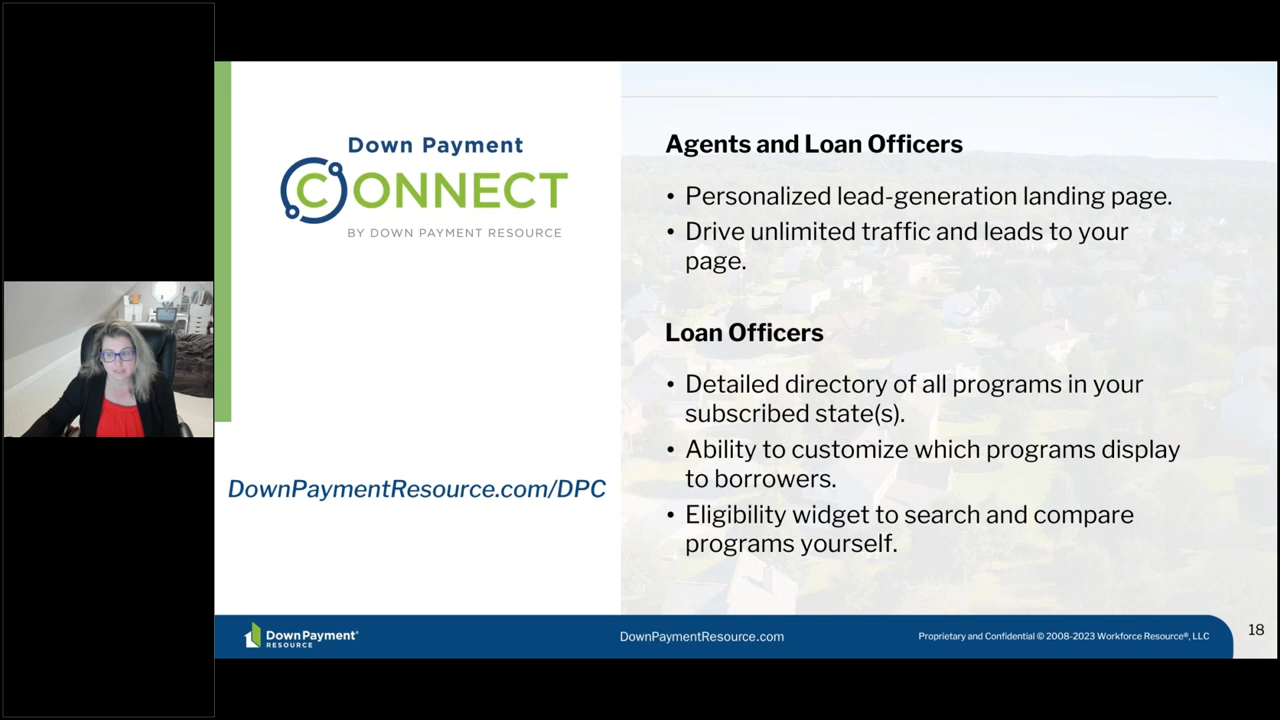 Down Payment
CONNECT
BY DOWN PAYMENT RESOURCE
DownPaymentResource.com/DPC
Agents and Loan Officers
• Personalized lead-generation landing page.
• Drive unlimited traffic and leads to your
page.
Loan Officers
• Detailed directory of all programs in your
subscribed state(s).
• Ability to customize which programs display
to borrowers.
• Eligibility widget to search and compare
programs yourself.
DownPayment®
RESOURCE
DownPaymentResource.com
Proprietary and Confidential © 2008-2023 Workforce Resource®, LLC
18